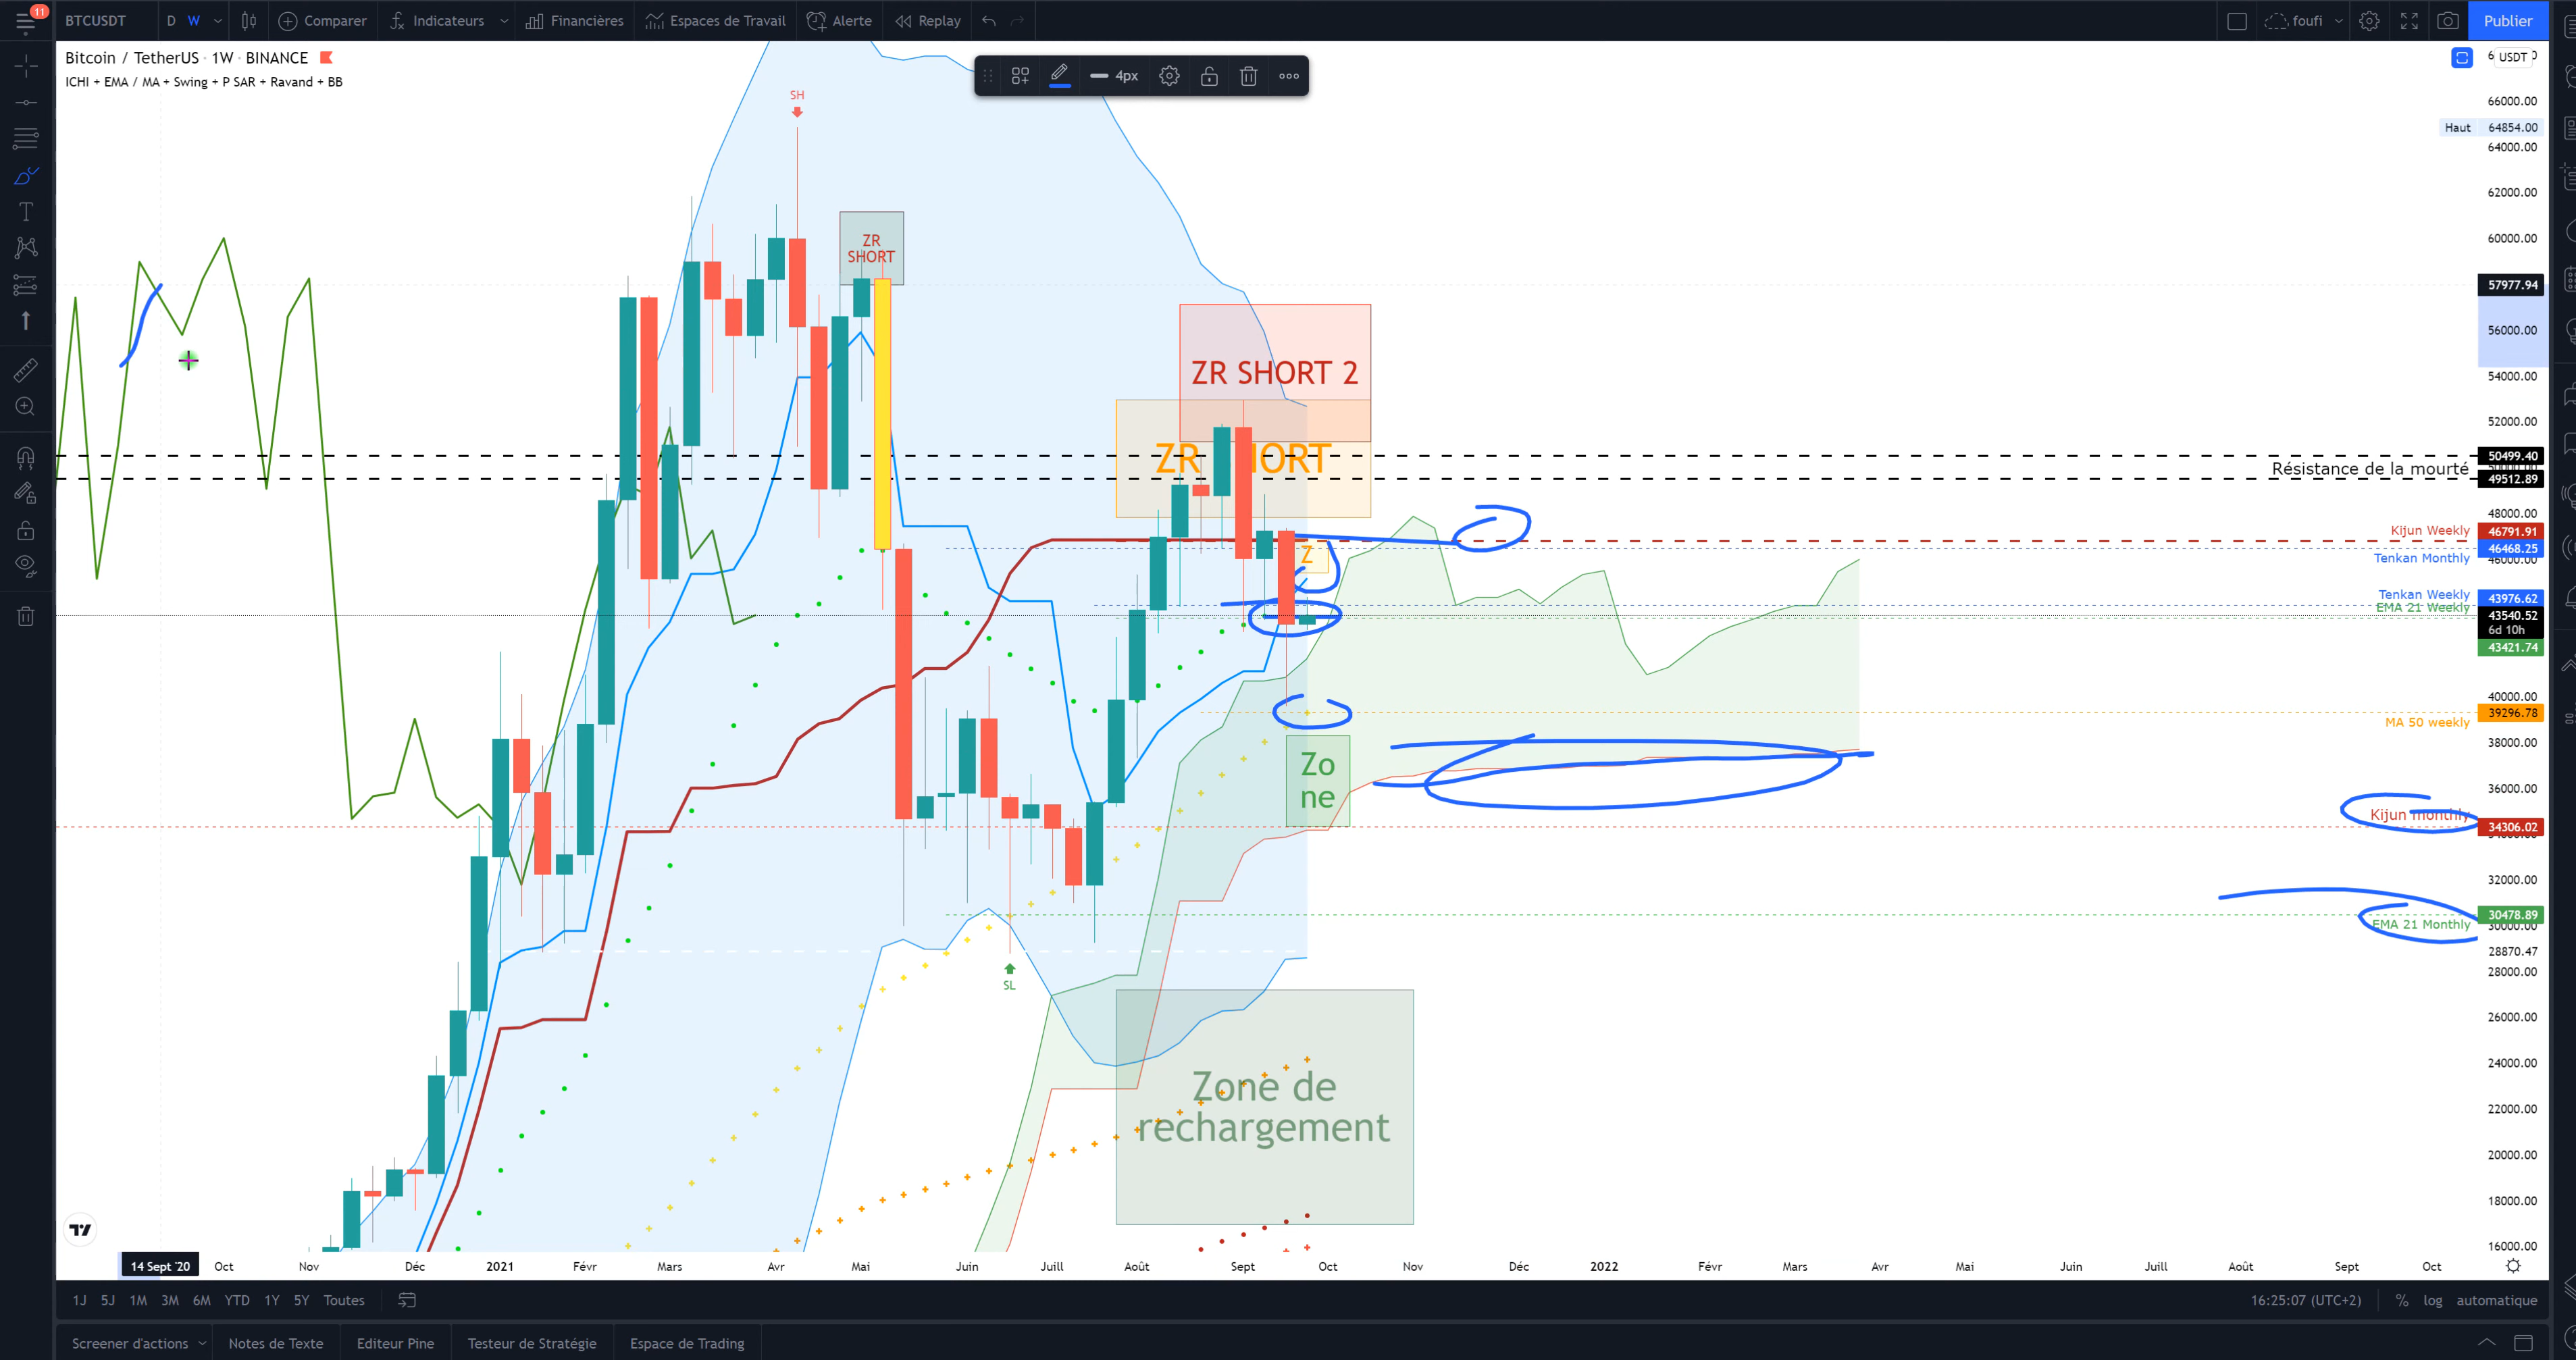 11
BTCUSDT
D W
Comparer
Indicateurs
Financières
Espaces de Travail
Alerte
Replay
foufi
Publier
Bitcoin / TetherUS · 1W · BINANCE
ICHI + EMA / MA + Swing + P SAR + Ravand + BB
4px
USDT
66000.00
Haut 64854.00
64000.00
62000.00
60000.00
57977.94
56000.00
54000.00
52000.00
50499.40
49512.89
48000.00
46791.91
46468.25
46000.00
43976.62
43540.52
6d 10h
43421.74
40000.00
39296.78
38000.00
36000.00
34306.02
32000.00
30478.89
30000.00
28870.47
28000.00
26000.00
24000.00
22000.00
20000.00
18000.00
16000.00
SH
ZR
SHORT
ZR SHORT 2
ZR
Résistance de la mourté
Kijun Weekly
Tenkan Monthly
Tenkan Weekly
EMA 21 Weekly
MA 50 weekly
Kijun monthly
EMA 21 Monthly
Z
Zo
ne
SL
Zone de
rechargement
14 Sept '20
Oct
Nov
Déc
2021
Févr
Mars
Avr
Mai
Juin
Juill
Août
Sept
Oct
Nov
Déc
2022
Févr
Mars
Avr
Mai
Juin
Juill
Août
Sept
Oct
1J 5J 1M 3M 6M YTD 1Y 5Y Toutes
16:25:07 (UTC+2)
% log automatique
Screener d'actions
Notes de Texte
Editeur Pine
Testeur de Stratégie
Espace de Trading